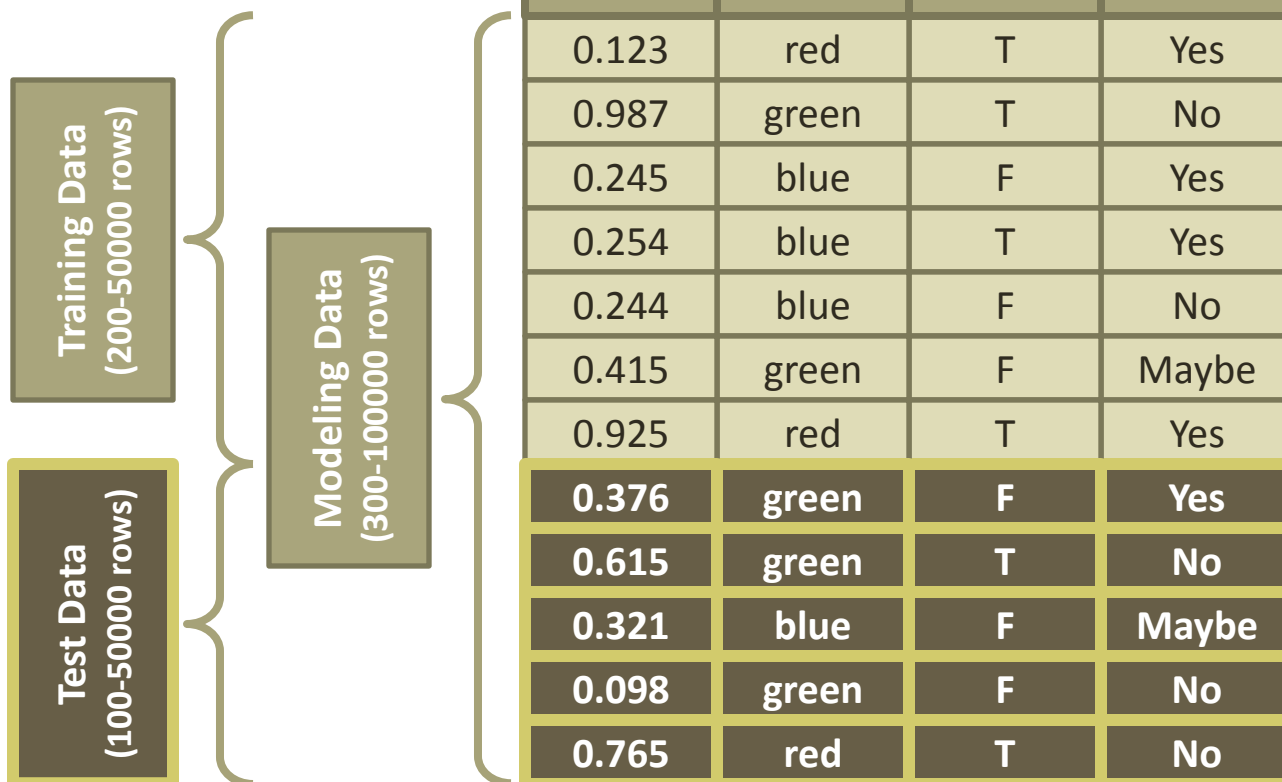 Training Data
(200-50000 rows)
Test Data
(100-50000 rows)
Modeling Data
(300-100000 rows)
0.123 red T Yes
0.987 green T No
0.245 blue F Yes
0.254 blue T Yes
0.244 blue F No
0.415 green F Maybe
0.925 red T Yes
0.376 green F Yes
0.615 green T No
0.321 blue F Maybe
0.098 green F No
0.765 red T No